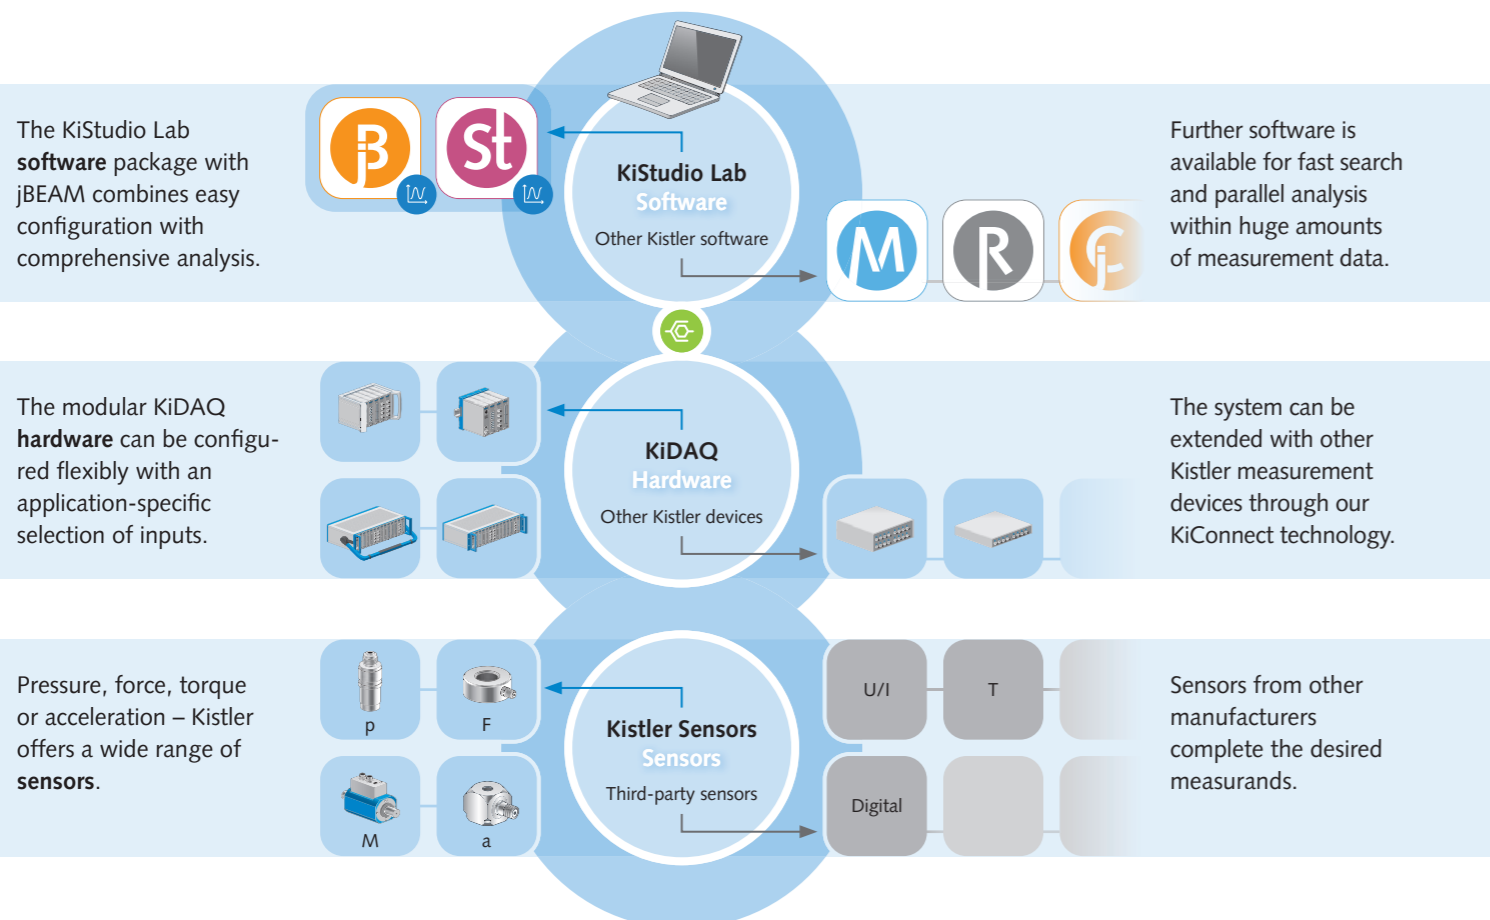 The KiStudio Lab
software package with
jBEAM combines easy
configuration with
comprehensive analysis.
jB
St
KiStudio Lab
Software
Other Kistler software
M
R
jC
Further software is
available for fast search
and parallel analysis
within huge amounts
of measurement data.
The modular KiDAQ
hardware can be configu-
red flexibly with an
application-specific
selection of inputs.
KiDAQ
Hardware
Other Kistler devices
The system can be
extended with other
Kistler measurement
devices through our
KiConnect technology.
Pressure, force, torque
or acceleration – Kistler
offers a wide range of
sensors.
p
F
M
a
Kistler Sensors
Sensors
Third-party sensors
U/I
T
Digital
Sensors from other
manufacturers
complete the desired
measurands.